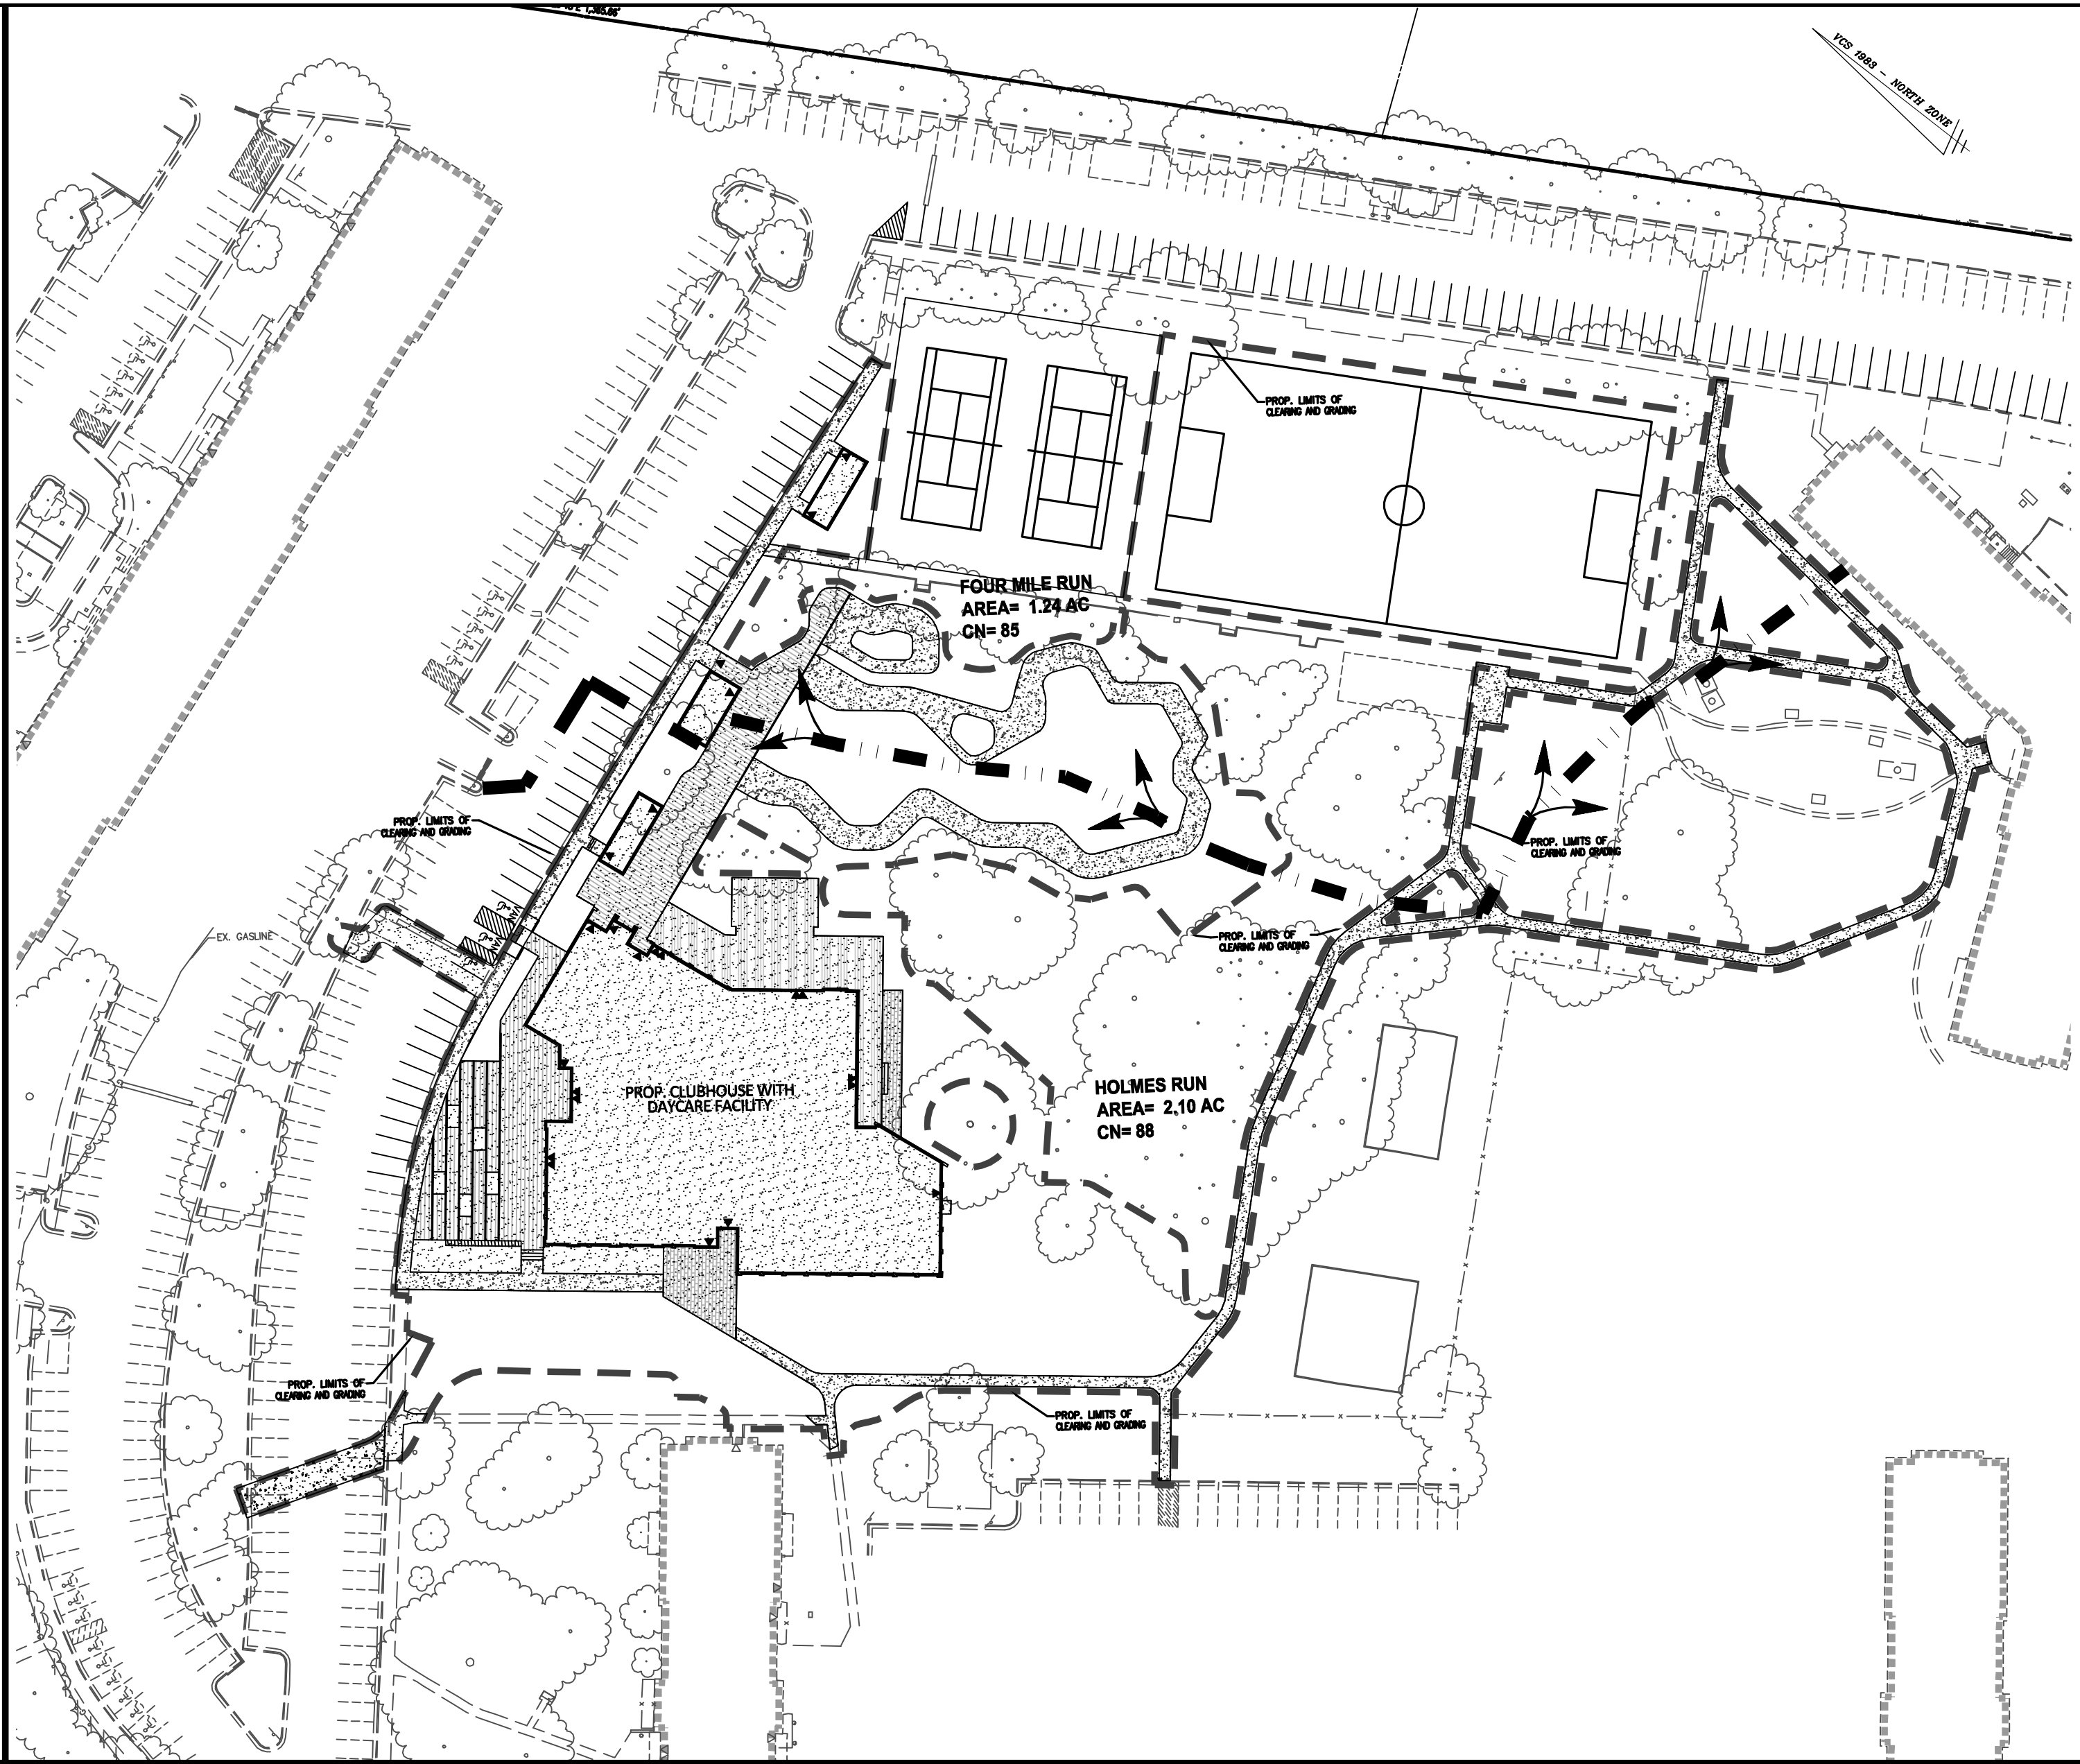 VCS 1983 - NORTH ZONE
PROP. LIMITS OF
CLEARING AND GRADING
FOUR MILE RUN
AREA= 1.24 AC
CN= 85
PROP. LIMITS OF
CLEARING AND GRADING
PROP. LIMITS OF
CLEARING AND GRADING
VAN
VAN
EX. GASLINE
PROP. LIMITS OF
CLEARING AND GRADING
PROP. CLUBHOUSE WITH
DAYCARE FACILITY
HOLMES RUN
AREA= 2.10 AC
CN= 88
PROP. LIMITS OF
CLEARING AND GRADING
PROP. LIMITS OF
CLEARING AND GRADING